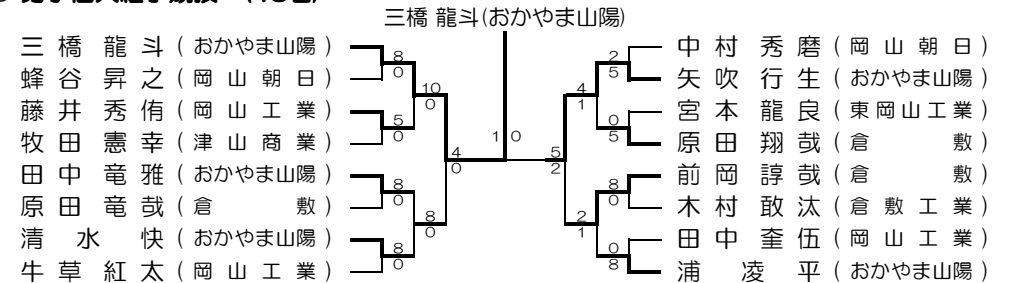 三橋 龍斗(おかやま山陽)
三橋龍斗(おかやま山陽)
蜂谷昇之(岡山朝日)
藤井秀侑(岡山工業)
牧田憲幸(津山商業)
田中竜雅(おかやま山陽)
原田竜哉(倉敷)
清水快(おかやま山陽)
牛草紅太(岡山工業)
8
0
5
0
8
0
8
0
10
0
8
0
4
0
1 0
5
2
4
1
2
1
2
5
0
5
8
0
0
8
中村秀磨(岡山朝日)
矢吹行生(おかやま山陽)
宮本龍良(東岡山工業)
原田翔哉(倉敷)
前岡諄哉(倉敷)
木村敢汰(倉敷工業)
田中奎伍(岡山工業)
浦凌平(おかやま山陽)